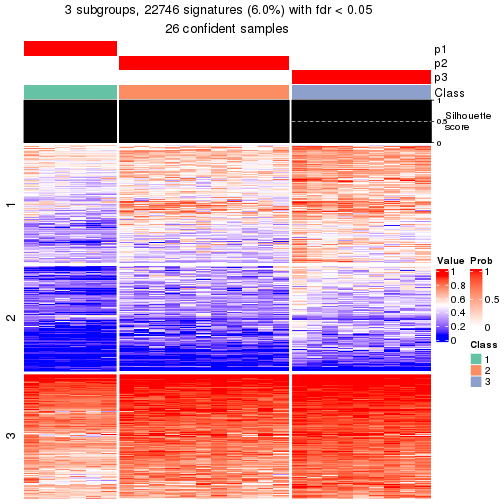 3 subgroups, 22746 signatures (6.0%) with fdr < 0.05
26 confident samples
p1
p2
p3
Class
1
0.5
0
Silhouette
score
1
2
3
Value
1
0.8
0.6
0.4
0.2
0
Prob
1
0.5
0
Class
1
2
3